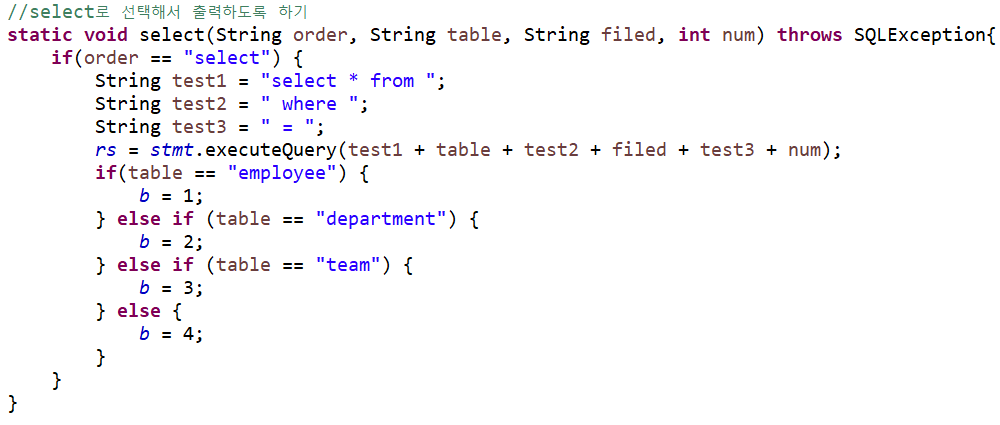 //select로 선택해서 출력하도록 하기
static void select(String order, String table, String filed, int num) throws SQLException{
    if(order == "select") {
        String test1 = "select * from ";
        String test2 = " where ";
        String test3 = " = ";
        rs = stmt.executeQuery(test1 + table + test2 + filed + test3 + num);
        if(table == "employee") {
            b = 1;
        } else if (table == "department") {
            b = 2;
        } else if (table == "team") {
            b = 3;
        } else {
            b = 4;
        }
    }
}